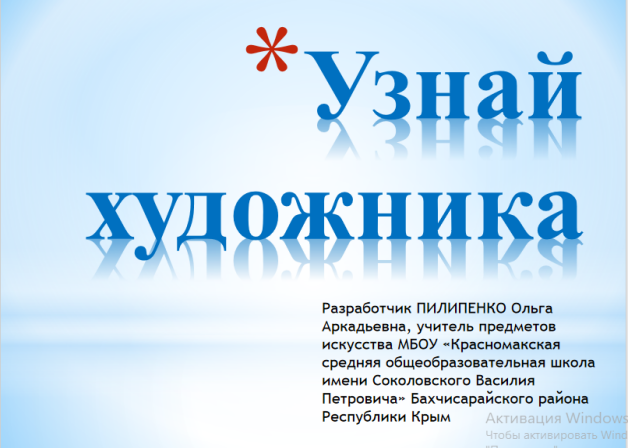 * Узнай
художника
Разработчик ПИЛИПЕНКО Ольга
Аркадьевна, учитель предметов
искусства МБОУ «Красномакская
средняя общеобразовательная школа
имени Соколовского Василия
Петровича» Бахчисарайского района
Республики Крым
Активация Windows
Чтобы активировать Wind